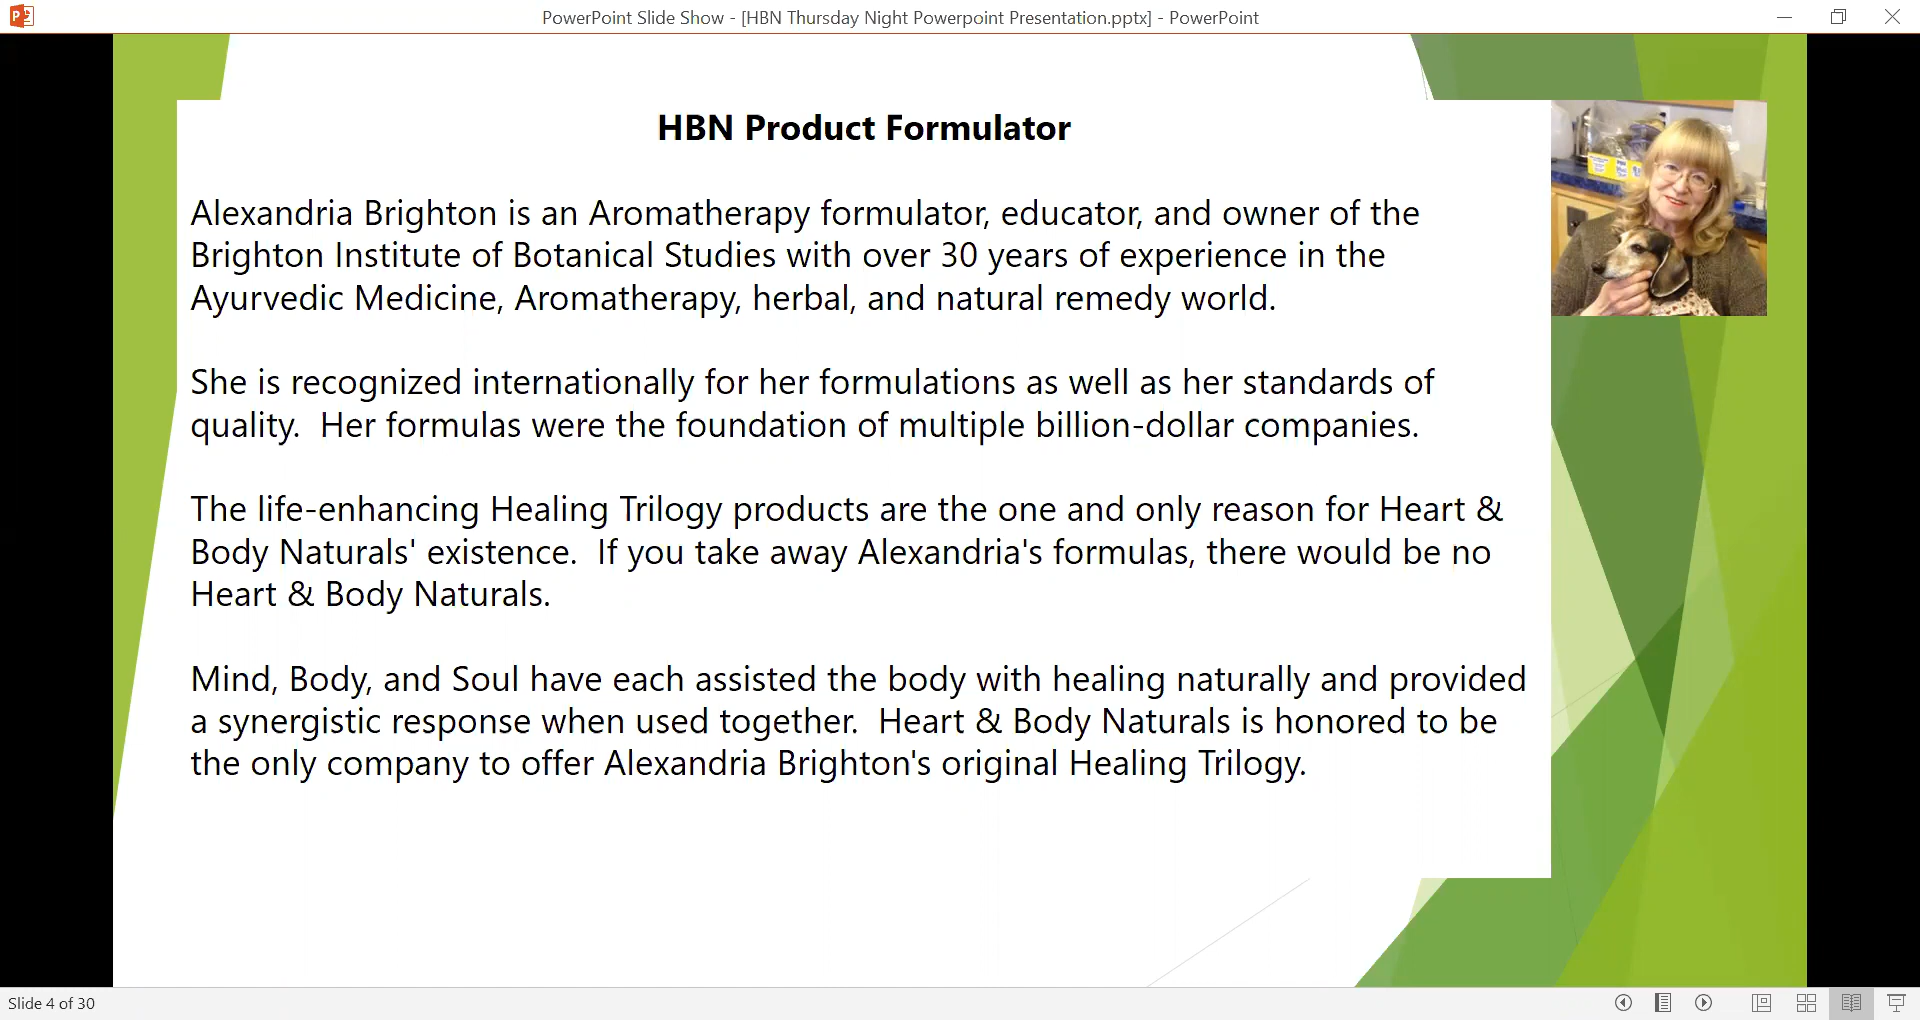 PowerPoint Slide Show - [HBN Thursday Night Powerpoint Presentation.pptx] - PowerPoint
HBN Product Formulator
Alexandria Brighton is an Aromatherapy formulator, educator, and owner of the
Brighton Institute of Botanical Studies with over 30 years of experience in the
Ayurvedic Medicine, Aromatherapy, herbal, and natural remedy world.
She is recognized internationally for her formulations as well as her standards of
quality.  Her formulas were the foundation of multiple billion-dollar companies.
The life-enhancing Healing Trilogy products are the one and only reason for Heart &
Body Naturals' existence.  If you take away Alexandria's formulas, there would be no
Heart & Body Naturals.
Mind, Body, and Soul have each assisted the body with healing naturally and provided
a synergistic response when used together.  Heart & Body Naturals is honored to be
the only company to offer Alexandria Brighton's original Healing Trilogy.
Slide 4 of 30